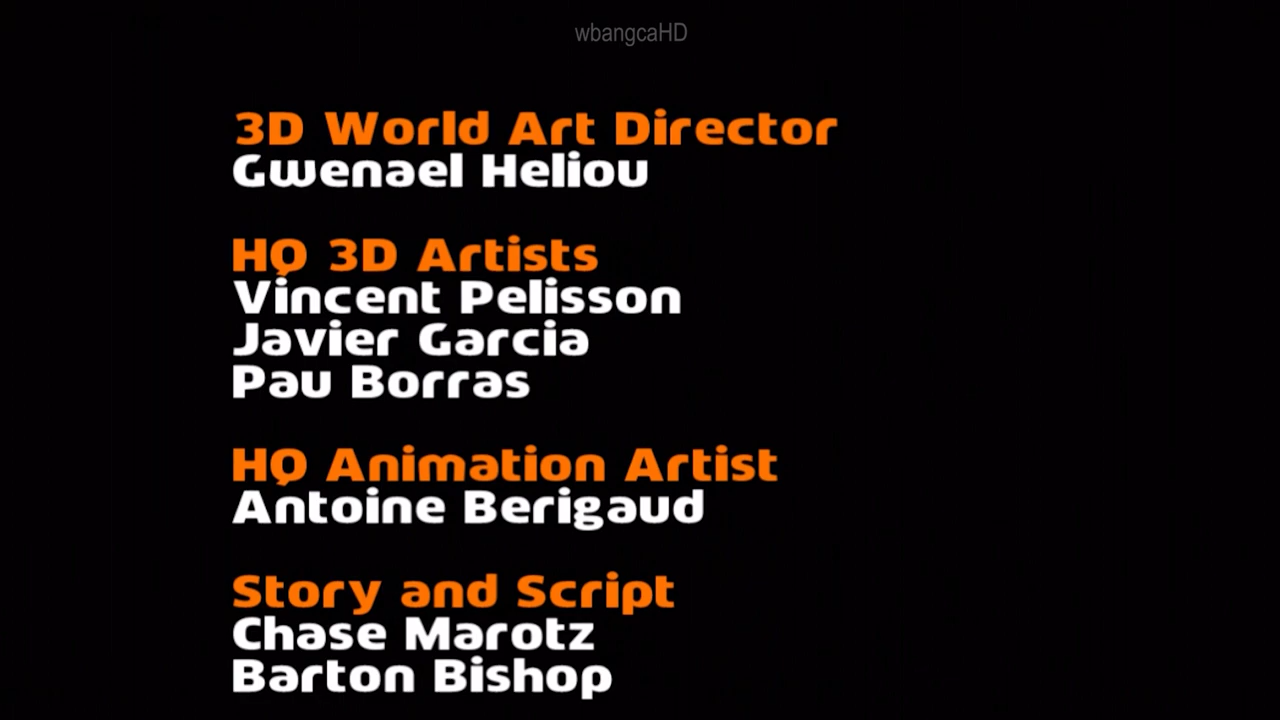 wbangcaHD
3D World Art Director
Gwenael Heliou
HQ 3D Artists
Vincent Pelisson
Javier Garcia
Pau Borras
HQ Animation Artist
Antoine Berigaud
Story and Script
Chase Marotz
Barton Bishop